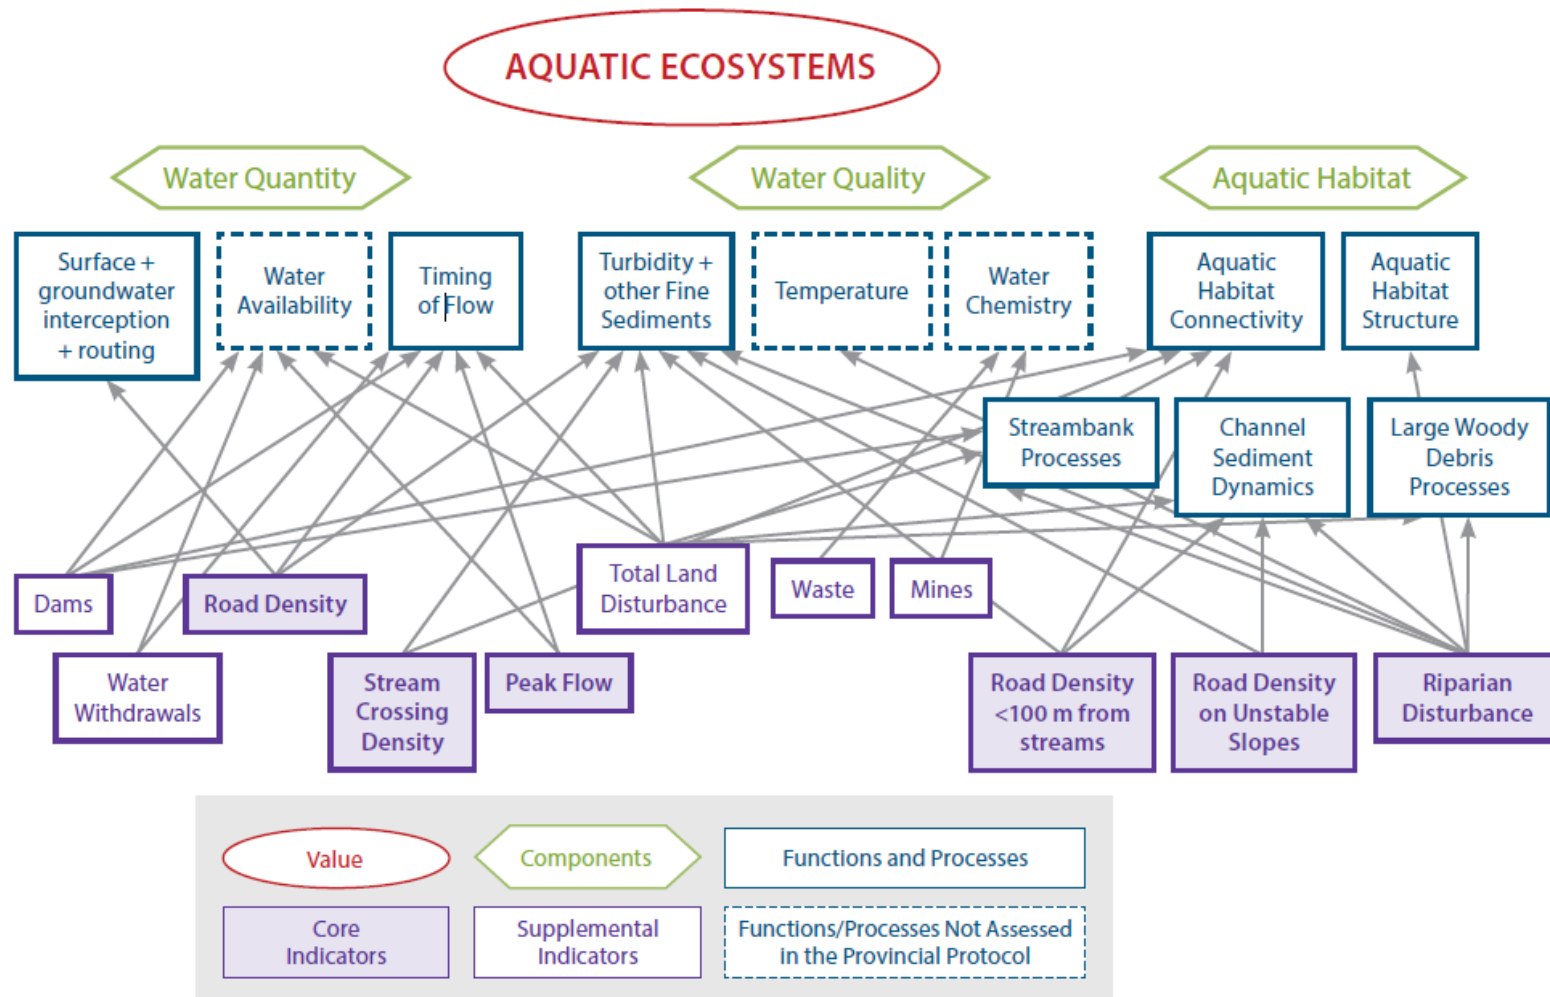 AQUATIC ECOSYSTEMS
Water Quantity
Water Quality
Aquatic Habitat
Surface +
groundwater
interception
+ routing
Water
Availability
Timing
of Flow
Turbidity +
other Fine
Sediments
Temperature
Water
Chemistry
Aquatic
Habitat
Connectivity
Aquatic
Habitat
Structure
Streambank
Processes
Channel
Sediment
Dynamics
Large Woody
Debris
Processes
Dams
Road Density
Total Land
Disturbance
Waste
Mines
Water
Withdrawals
Stream
Crossing
Density
Peak Flow
Road Density
<100 m from
streams
Road Density
on Unstable
Slopes
Riparian
Disturbance
Value
Components
Functions and Processes
Core
Indicators
Supplemental
Indicators
Functions/Processes Not Assessed
in the Provincial Protocol